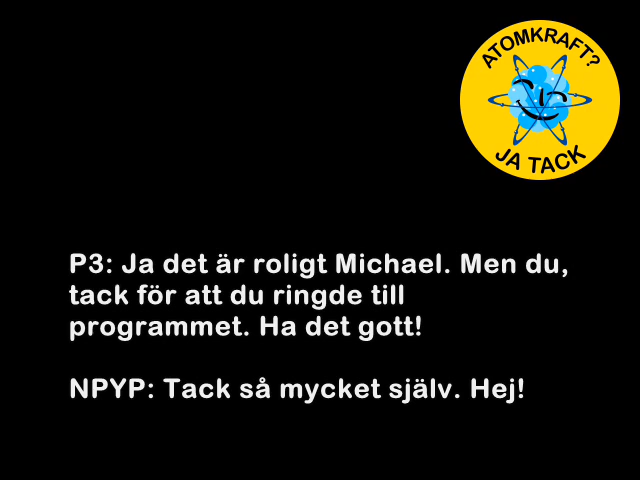 ATOMKRAFT?
JA TACK
P3: Ja det är roligt Michael. Men du,
tack för att du ringde till
programmet. Ha det gott!
NPYP: Tack så mycket själv. Hej!